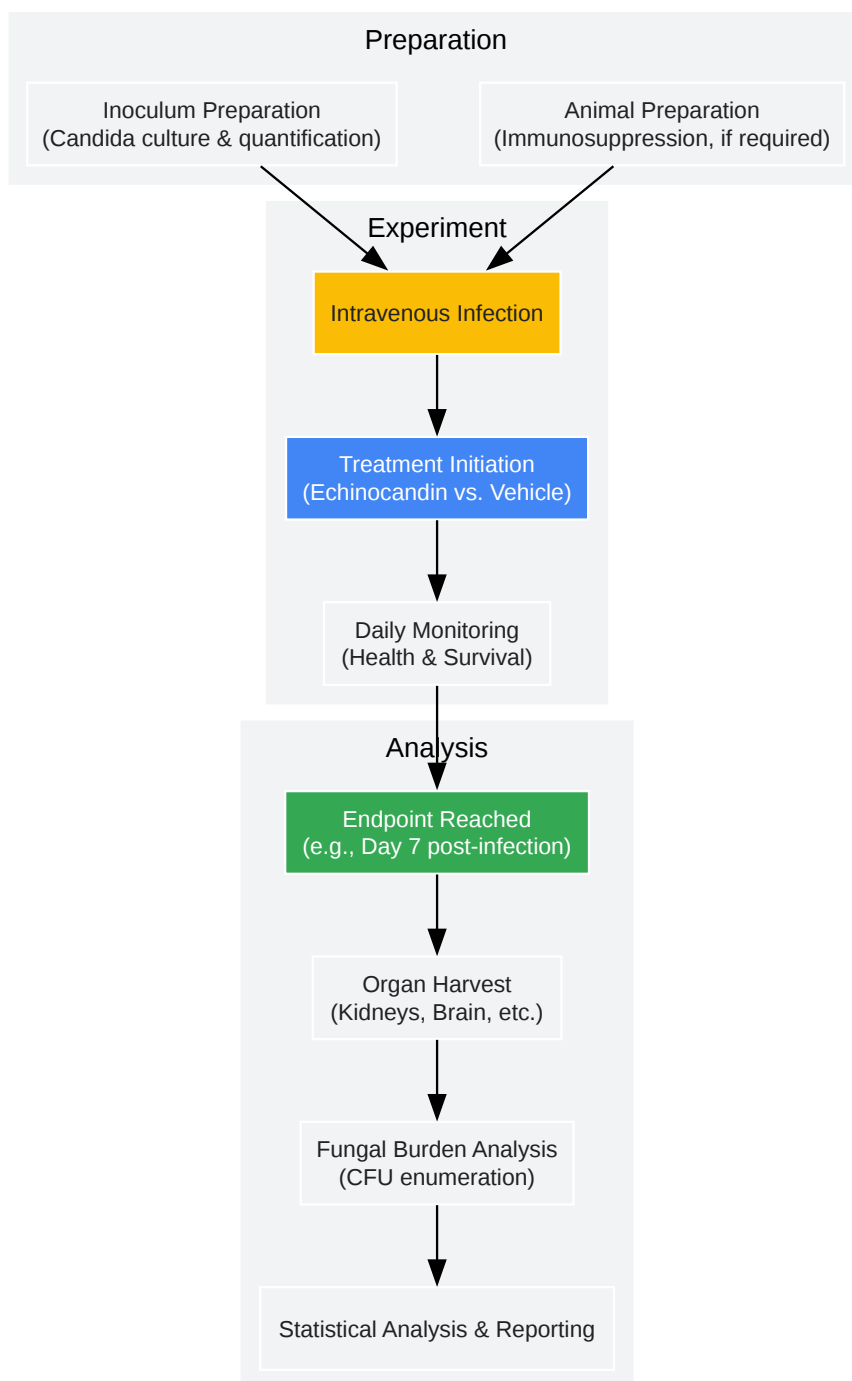 Preparation
Inoculum Preparation
(Candida culture & quantification)
Animal Preparation
(Immunosuppression, if required)
Experiment
Intravenous Infection
Treatment Initiation
(Echinocandin vs. Vehicle)
Daily Monitoring
(Health & Survival)
Analysis
Endpoint Reached
(e.g., Day 7 post-infection)
Organ Harvest
(Kidneys, Brain, etc.)
Fungal Burden Analysis
(CFU enumeration)
Statistical Analysis & Reporting